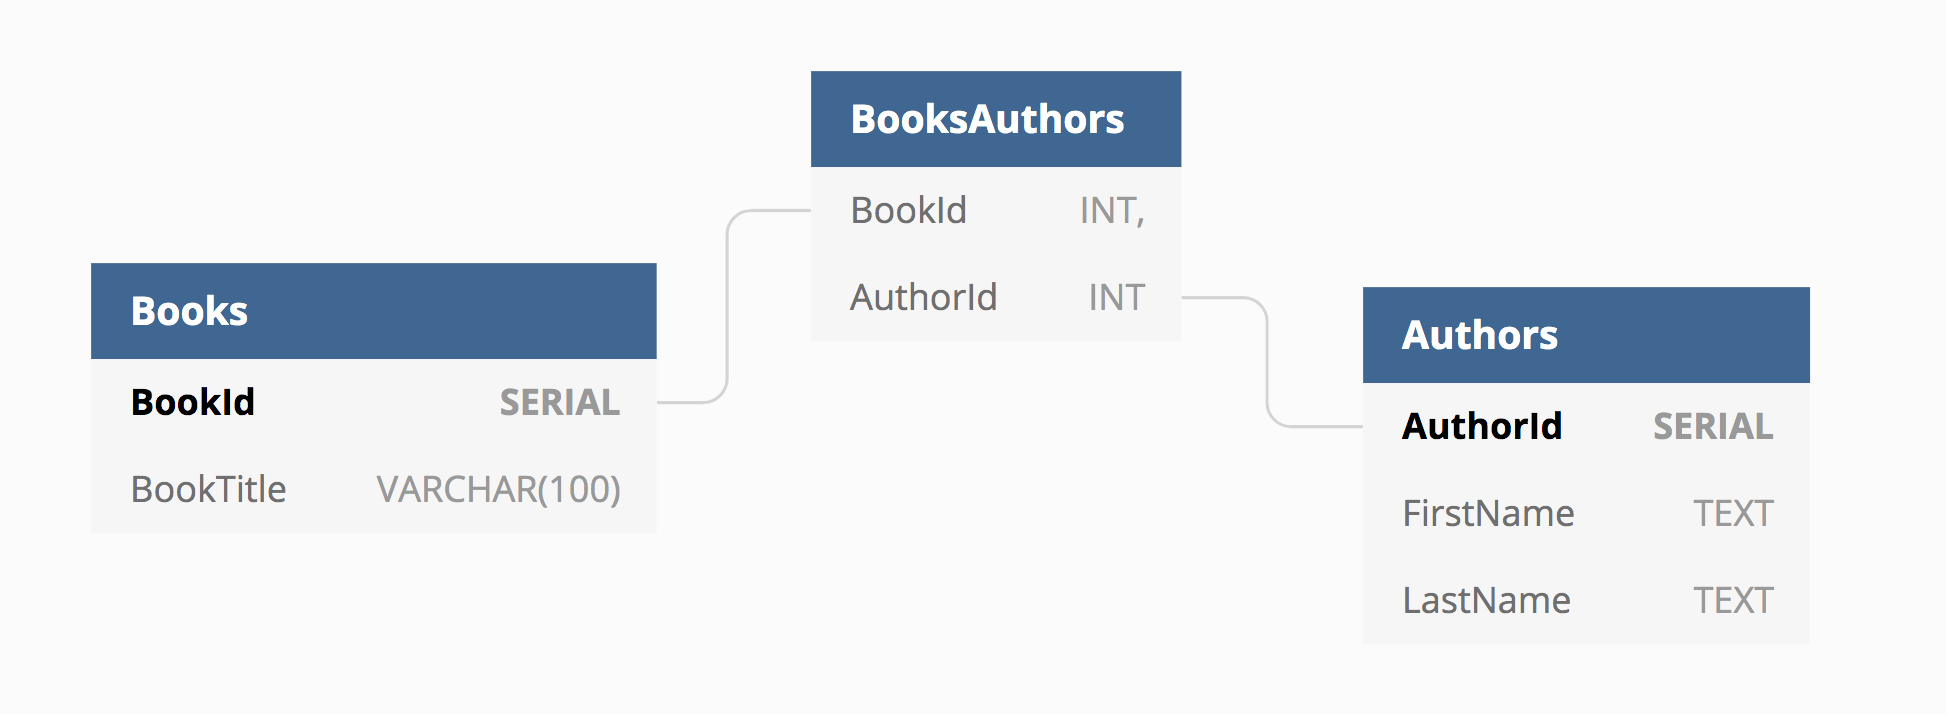 Books
BookId SERIAL
BookTitle VARCHAR(100)
BooksAuthors
BookId INT,
AuthorId INT
Authors
AuthorId SERIAL
FirstName TEXT
LastName TEXT